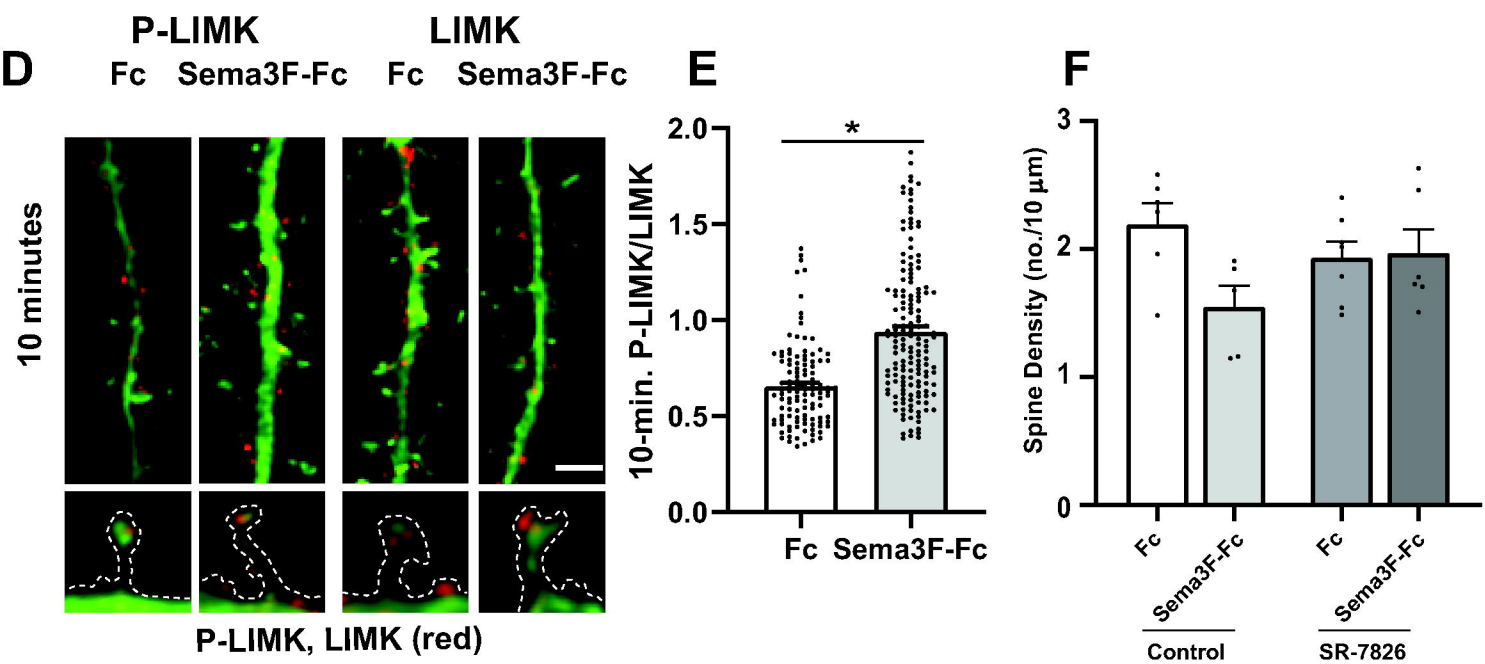 P-LIMK LIMK
D Fc Sema3F-Fc Fc Sema3F-Fc
10 minutes
P-LIMK, LIMK (red)
E
10-min. P-LIMK/LIMK
2.0
*
1.5
1.0
0.5
0.0
Fc Sema3F-Fc
F
Spine Density (no./10 µm)
3
2
1
0
Fc Sema3F-Fc Fc Sema3F-Fc
Control SR-7826